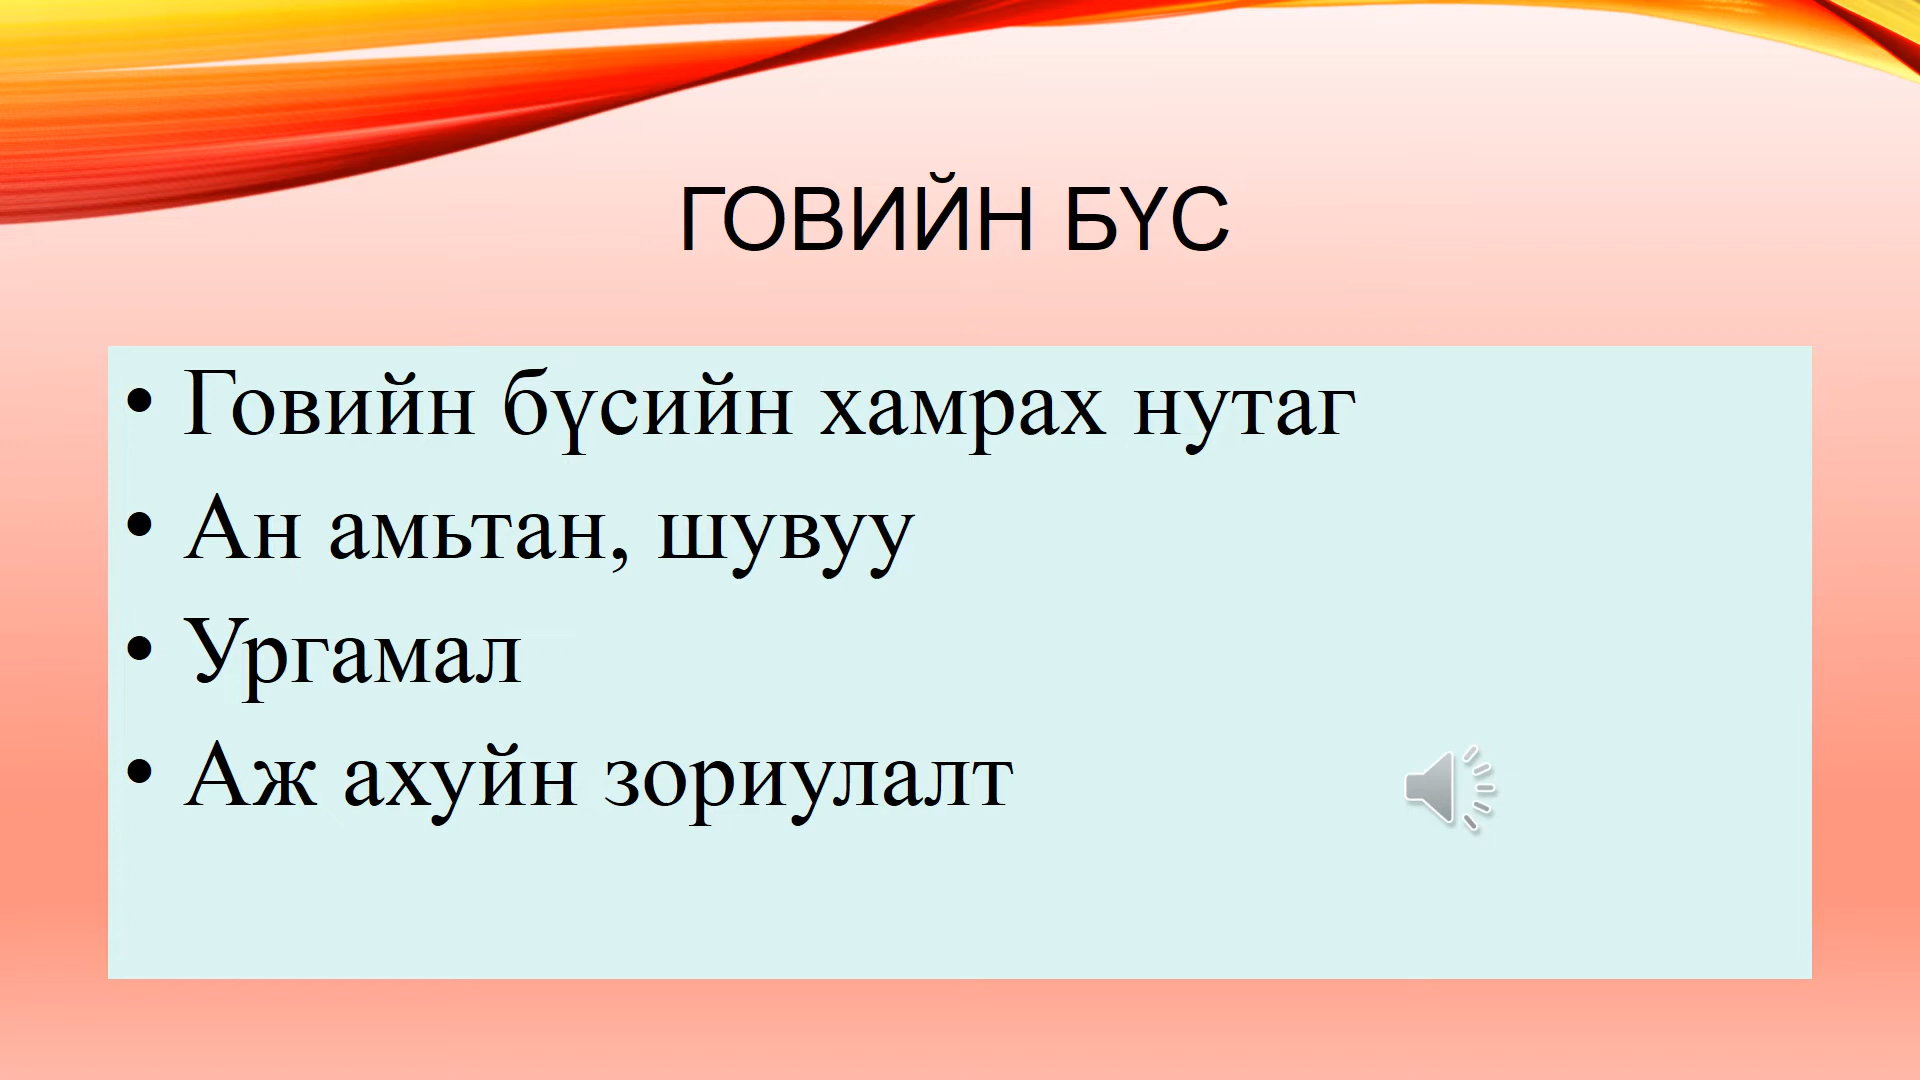 ГОВИЙН БҮС
• Говийн бүсийн хамрах нутаг
• Ан амьтан, шувуу
• Ургамал
• Аж ахуйн зориулалт